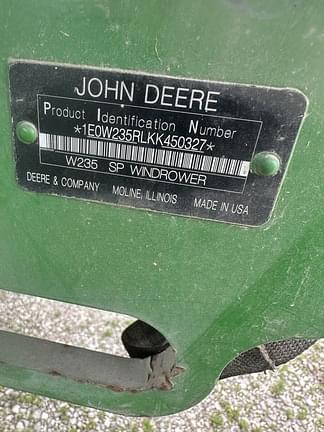 JOHN DEERE
Product Identification Number
*1E0W235RLKK450327*
W235 SP WINDROWER
DEERE & COMPANY MOLINE, ILLINOIS MADE IN USA